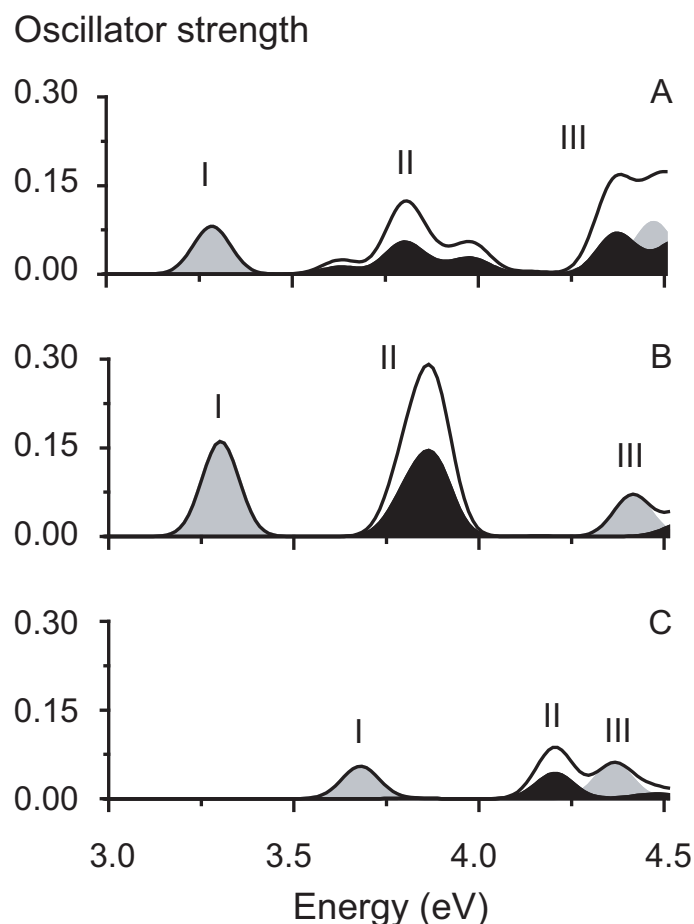 Oscillator strength
0.30 A
III
II
I
0.15
0.00
0.30 B
II
I
III
0.15
0.00
0.30 C
II III
I
0.15
0.00
3.0 3.5 4.0 4.5
Energy (eV)